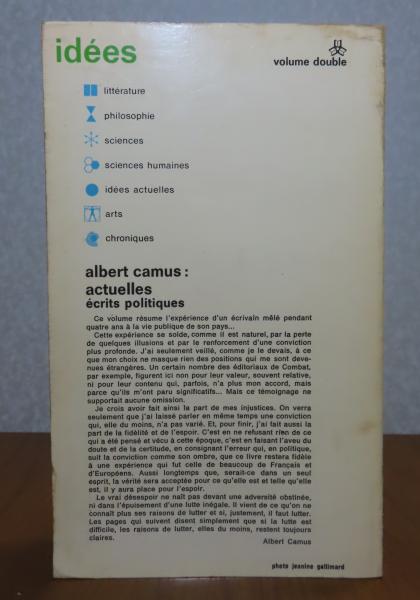 idées
volume double
littérature
philosophie
sciences
sciences humaines
idées actuelles
arts
chroniques
albert camus :
actuelles
écrits politiques
Ce volume résume l'expérience d'un écrivain mêlé pendant
quatre ans à la vie publique de son pays...
Cette expérience se solde, comme il est naturel, par la perte
de quelques illusions et par le renforcement d'une conviction
plus profonde. J'ai seulement veillé, comme je le devais, à ce
que mon choix ne masque rien des positions qui me sont deve-
nues étrangères. Un certain nombre des éditoriaux de Combat,
par exemple, figurent ici non pour leur valeur, souvent relative,
ni pour leur contenu qui, parfois, n'a plus mon accord, mais
parce qu'ils m'ont paru significatifs... Mais ce témoignage ne
supportait aucune omission.
Je crois avoir fait ainsi la part de mes injustices. On verra
seulement que j'ai laissé parler en même temps une conviction
qui, elle du moins, n'a pas varié. Et, pour finir, j'ai fait aussi la
part de la fidélité et de l'espoir. C'est en ne refusant rien de ce
qui a été pensé et vécu à cette époque, c'est en faisant l'aveu du
doute et de la certitude, en consignant l'erreur qui, en politique,
suit la conviction comme son ombre, que ce livre restera fidèle
à une expérience qui fut celle de beaucoup de Français et
d'Européens. Aussi longtemps que, serait-ce dans un seul
esprit, la vérité sera acceptée pour ce qu'elle est et telle qu'elle
est, il y aura place pour l'espoir.
Le vrai désespoir ne naît pas devant une adversité obstinée,
ni dans l'épuisement d'une lutte inégale. Il vient de ce qu'on ne
connaît plus ses raisons de lutter et si, justement, il faut lutter.
Les pages qui suivent disent simplement que si la lutte est
difficile, les raisons de lutter, elles du moins, restent toujours
claires.
Albert Camus
photo jeanine gallimard